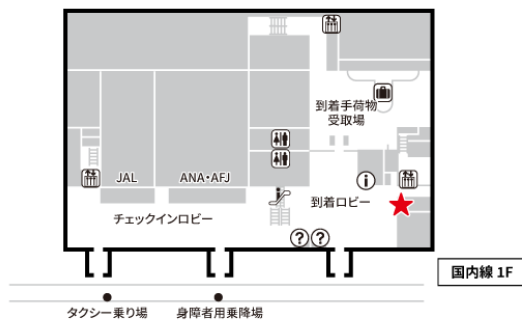 到着手荷物
受取場
JAL
ANA・AFJ
i
到着ロビー
チェックインロビー
? ?
国内線 1F
タクシー乗り場
身障者用乗降場